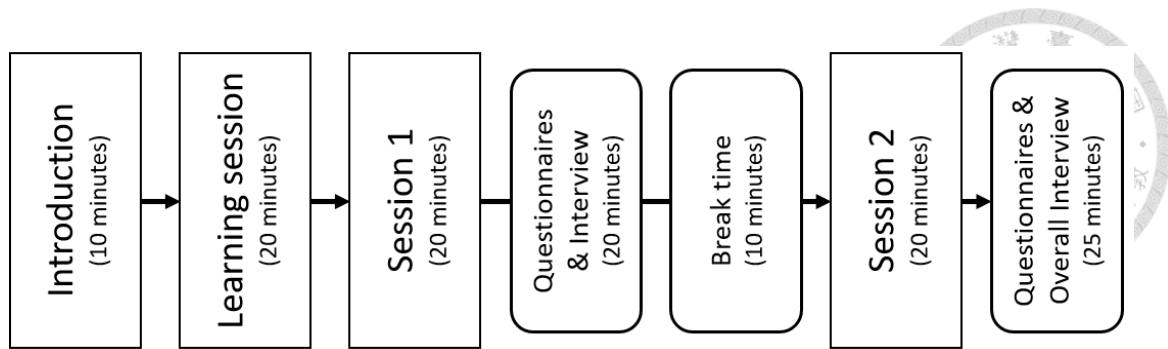 Introduction
(10 minutes)
Learning session
(20 minutes)
Session 1
(20 minutes)
Questionnaires
& Interview
(20 minutes)
Break time
(10 minutes)
Session 2
(20 minutes)
Questionnaires &
Overall Interview
(25 minutes)